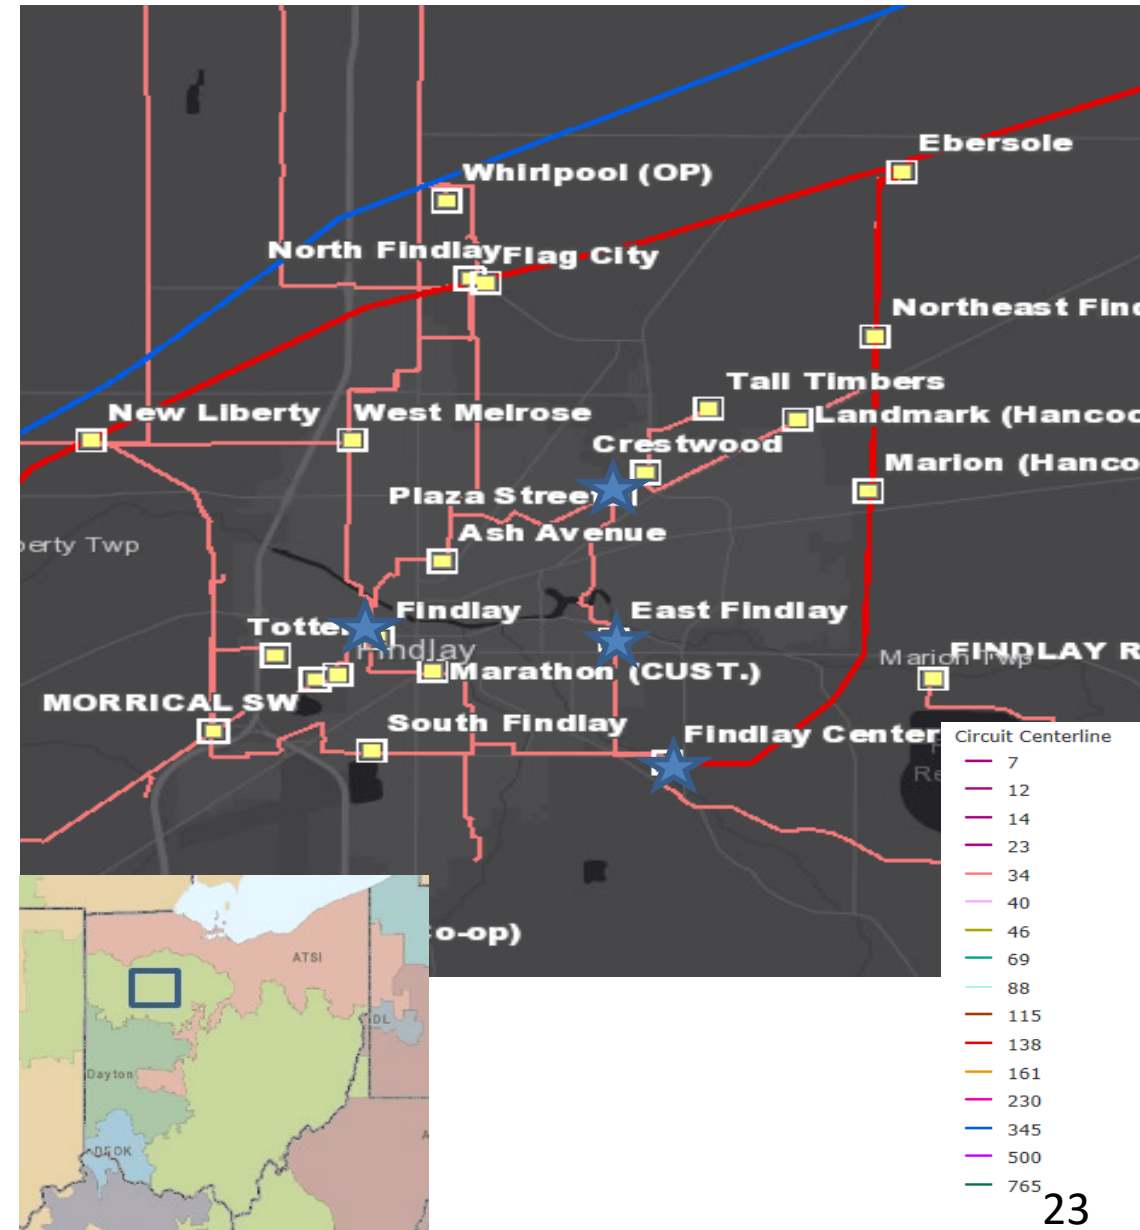 Ebersole
Whirlpool (OP)
North Findlay
Flag City
Northeast Find
Tall Timbers
New Liberty
West Melrose
Landmark (Hancoc
Crestwood
Marion (Hanco
Plaza Stree
Ash Avenue
perty Twp
Findlay
East Findlay
Totte
Findlay
Marion Twp
FINDLAY R
Marathon (CUST.)
MORRICAL SW
South Findlay
Findlay Center
Circuit Centerline
7
12
14
23
34
40
46
69
88
115
138
161
230
345
500
765
Re
o-op)
ATSI
DL
Dayton
DEOK
A
23